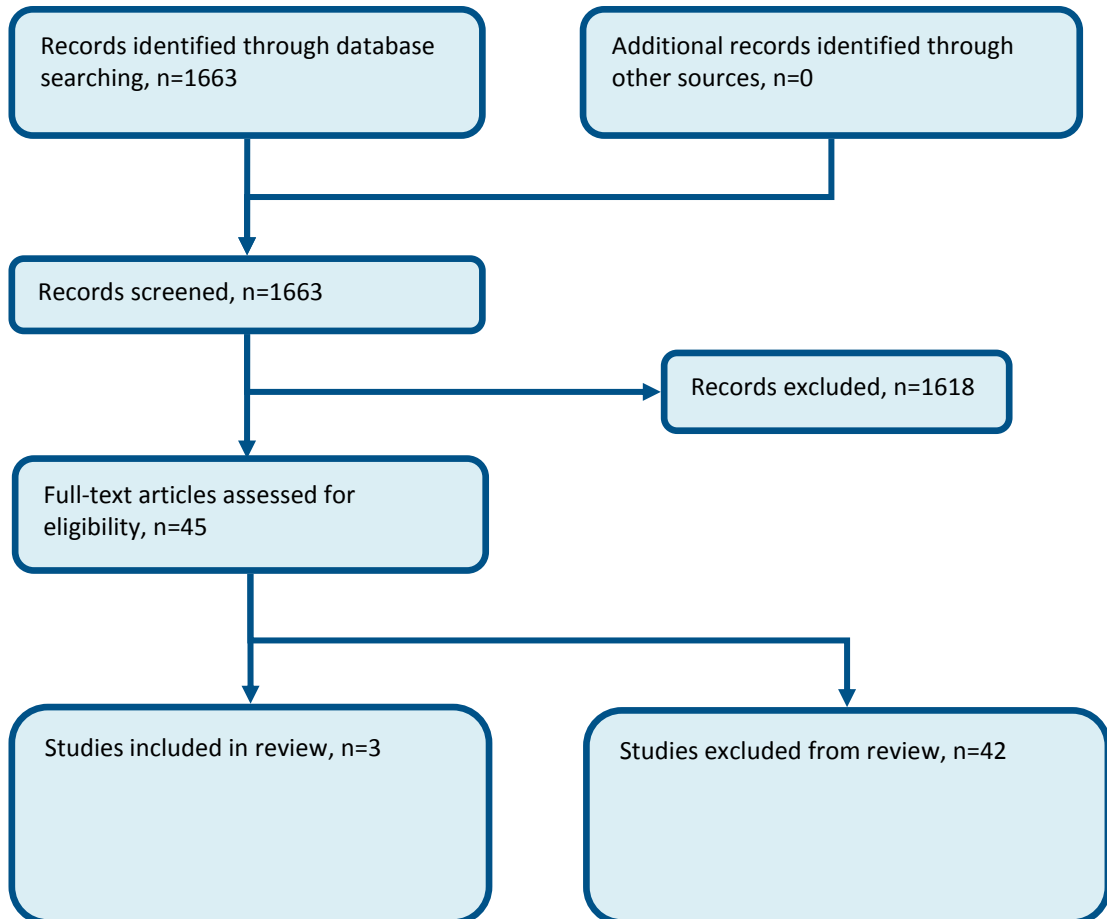 Records identified through database
searching, n=1663
Additional records identified through
other sources, n=0
Records screened, n=1663
Records excluded, n=1618
Full-text articles assessed for
eligibility, n=45
Studies included in review, n=3
Studies excluded from review, n=42